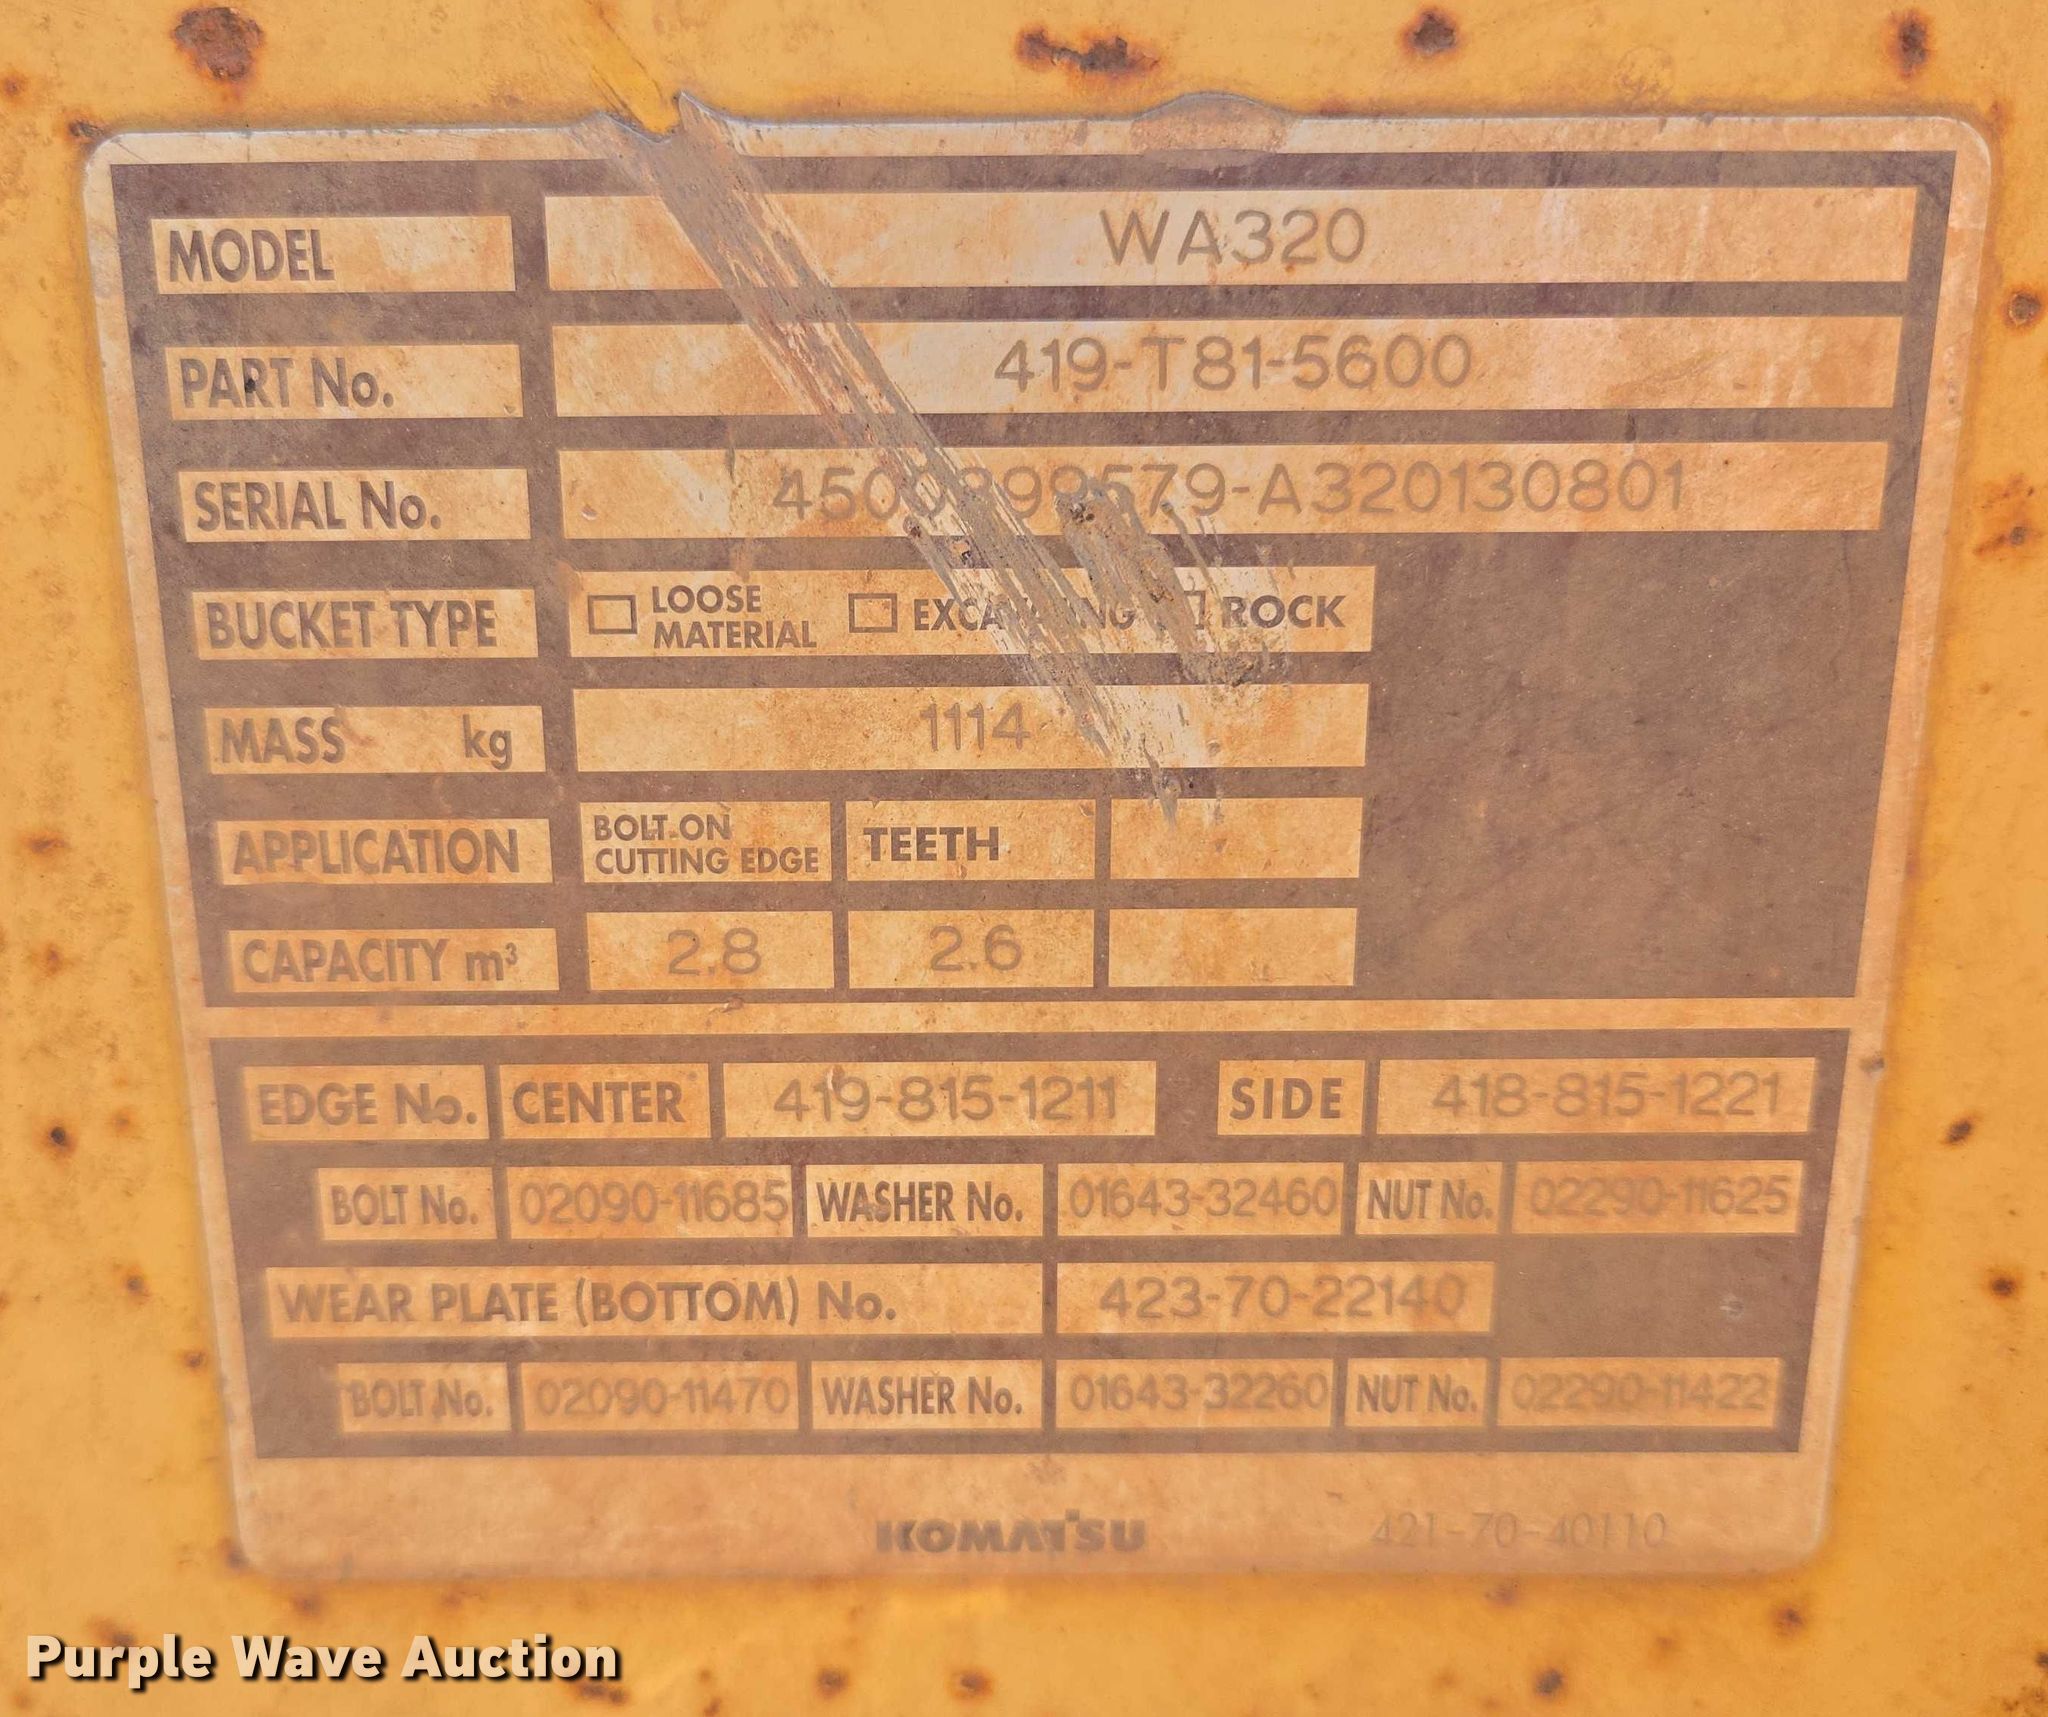 MODEL WA320
PART No. 419-T81-5600
SERIAL No.
BUCKET TYPE LOOSE MATERIAL EXCAVATING ROCK
MASS kg 1114
APPLICATION BOLT-ON CUTTING EDGE TEETH
CAPACITY m³ 2.8 2.6
EDGE No. CENTER 419-815-1211 SIDE 418-815-1221
BOLT No. 02090-11685 WASHER No. 01643-32460 NUT No. 02290-11625
WEAR PLATE (BOTTOM) No. 423-70-22140
BOLT No. 02090-11470 WASHER No. 01643-32260 NUT No. 02290-11422
KOMATSU 421-70-40110
Purple Wave Auction